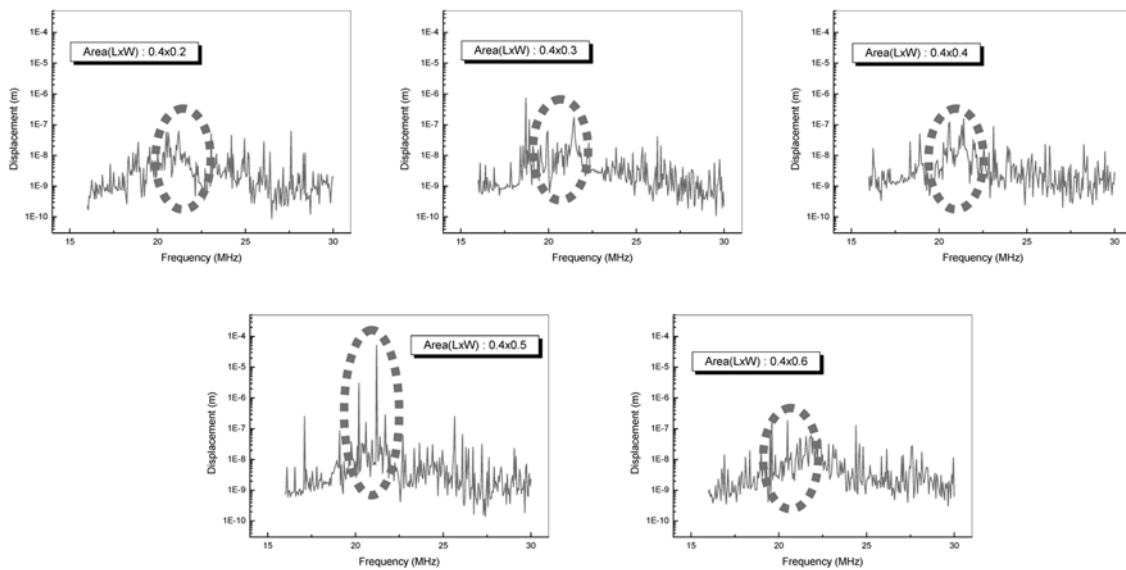 Area(LxW) : 0.4x0.2
Displacement (m)
1E-4
1E-5
1E-6
1E-7
1E-8
1E-9
1E-10
15 20 25 30
Frequency (MHz)
Area(LxW) : 0.4x0.3
Displacement (m)
1E-4
1E-5
1E-6
1E-7
1E-8
1E-9
1E-10
15 20 25 30
Frequency (MHz)
Area(LxW) : 0.4x0.4
Displacement (m)
1E-4
1E-5
1E-6
1E-7
1E-8
1E-9
1E-10
15 20 25 30
Frequency (MHz)
Area(LxW) : 0.4x0.5
Displacement (m)
1E-4
1E-5
1E-6
1E-7
1E-8
1E-9
1E-10
15 20 25 30
Frequency (MHz)
Area(LxW) : 0.4x0.6
Displacement (m)
1E-4
1E-5
1E-6
1E-7
1E-8
1E-9
1E-10
15 20 25 30
Frequency (MHz)